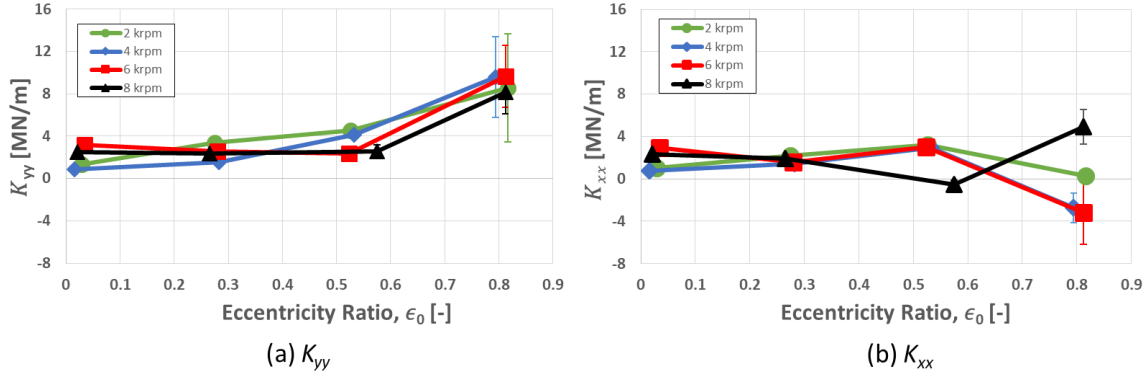 16
12
8
4
0
-4
-8
K_yy [MN/m]
2 krpm
4 krpm
6 krpm
8 krpm
0 0.1 0.2 0.3 0.4 0.5 0.6 0.7 0.8 0.9
Eccentricity Ratio, ϵ₀ [-]
(a) K_yy
16
12
8
4
0
-4
-8
K_xx [MN/m]
2 krpm
4 krpm
6 krpm
8 krpm
0 0.1 0.2 0.3 0.4 0.5 0.6 0.7 0.8 0.9
Eccentricity Ratio, ϵ₀ [-]
(b) K_xx